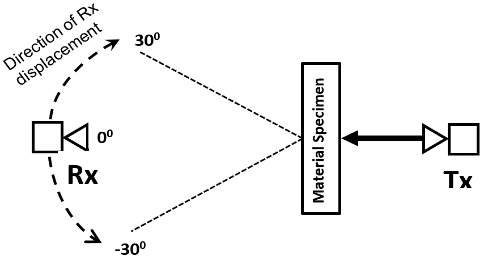 Direction of Rx
displacement
30⁰
0⁰
Rx
-30⁰
Material Specimen
Tx